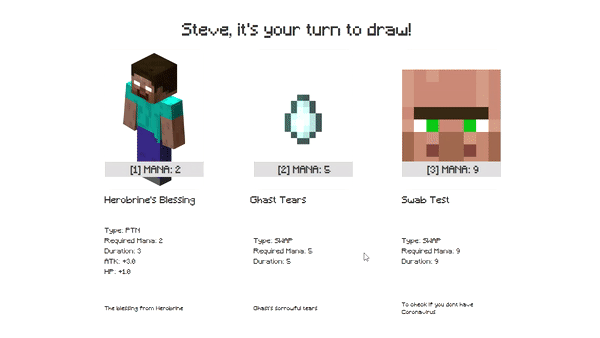 Steve, it's your turn to draw!
[1] MANA: 2
[2] MANA: 5
[3] MANA: 9
Herobrine's Blessing
Ghast Tears
Swab Test
Type: PTN
Required Mana: 2
Duration: 3
ATK: +3.0
HP: +1.0
Type: SWAP
Required Mana: 5
Duration: 5
Type: SWAP
Required Mana: 9
Duration: 9
The blessing from Herobrine
Ghast's sorrowful tears
To check if you dont have
Coronavirus